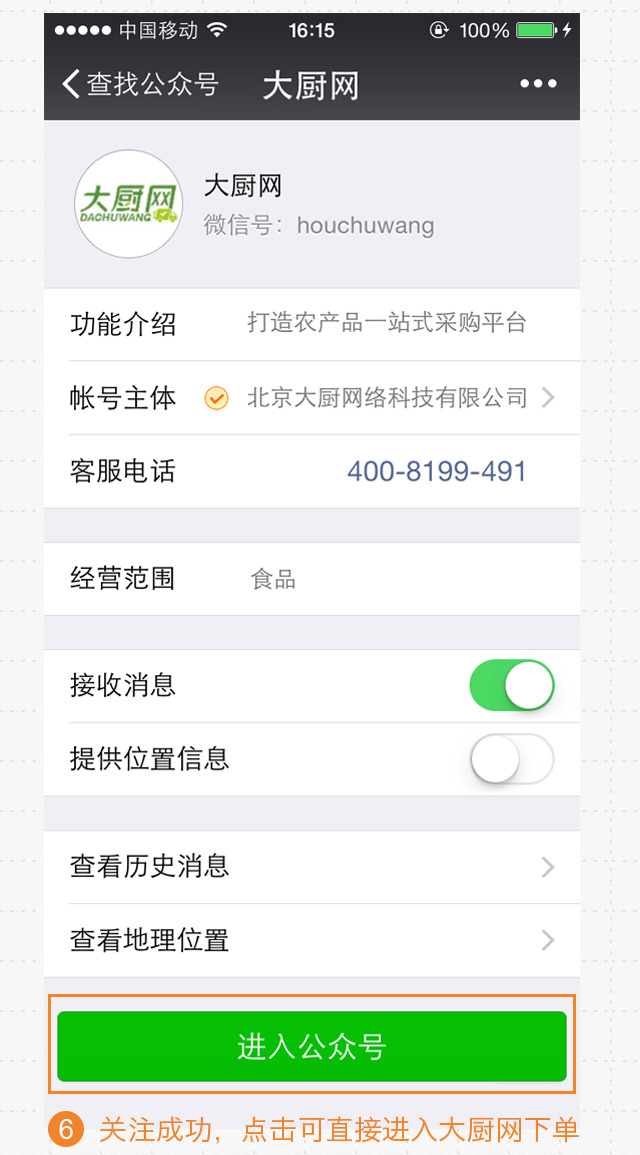 中国移动 16:15 100%
查找公众号 大厨网
大厨网
DACHUWANG
大厨网
微信号：houchuwang
功能介绍 打造农产品一站式采购平台
帐号主体 北京大厨网络科技有限公司
客服电话 400-8199-491
经营范围 食品
接收消息
提供位置信息
查看历史消息
查看地理位置
进入公众号
6 关注成功，点击可直接进入大厨网下单